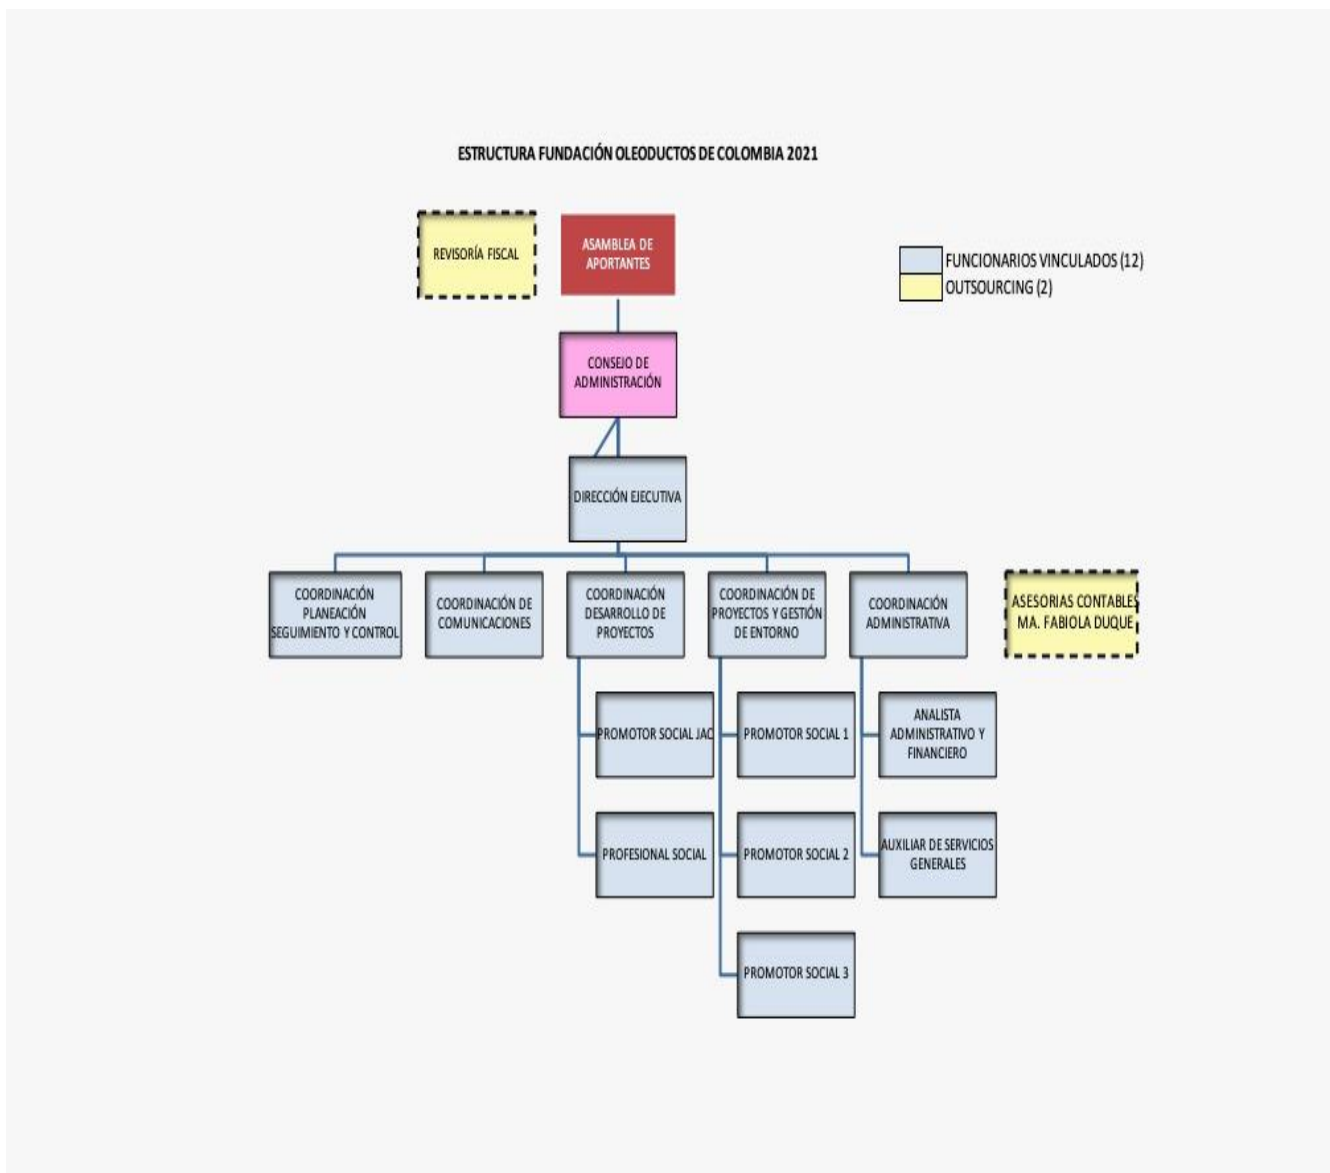 ESTRUCTURA FUNDACIÓN OLEODUCTOS DE COLOMBIA 2021
REVISORÍA FISCAL
ASAMBLEA DE
APORTANTES
FUNCIONARIOS VINCULADOS (12)
OUTSOURCING (2)
CONSEJO DE
ADMINISTRACIÓN
DIRECCIÓN EJECUTIVA
COORDINACIÓN
PLANEACIÓN
SEGUIMIENTO Y CONTROL
COORDINACIÓN DE
COMUNICACIONES
COORDINACIÓN
DESARROLLO DE
PROYECTOS
COORDINACIÓN DE
PROYECTOS Y GESTIÓN
DE ENTORNO
COORDINACIÓN
ADMINISTRATIVA
ASESORIAS CONTABLES
MA. FABIOLA DUQUE
PROMOTOR SOCIAL JAC
PROMOTOR SOCIAL 1
ANALISTA
ADMINISTRATIVO Y
FINANCIERO
PROFESIONAL SOCIAL
PROMOTOR SOCIAL 2
AUXILIAR DE SERVICIOS
GENERALES
PROMOTOR SOCIAL 3